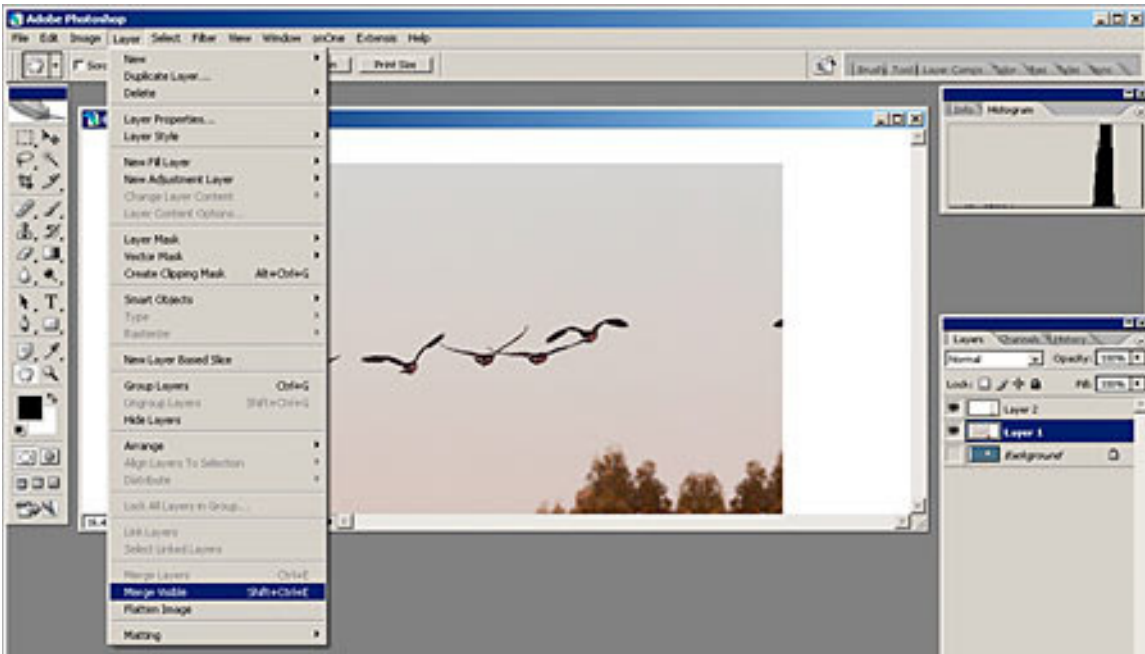 Adobe Photoshop
File Edit Image Layer Select Filter View Window onOne Extensis Help
Print Size
New
Duplicate Layer...
Delete
Layer Properties...
Layer Style
New Fill Layer
New Adjustment Layer
Change Layer Content
Layer Content Options...
Layer Mask
Vector Mask
Create Clipping Mask Alt+Ctrl+G
Smart Objects
Type
Rasterize
New Layer Based Slice
Group Layers Ctrl+G
Ungroup Layers Shift+Ctrl+G
Hide Layers
Arrange
Align Layers To Selection
Distribute
Lock All Layers in Group...
Link Layers
Select Linked Layers
Merge Layers Ctrl+E
Merge Visible Shift+Ctrl+E
Flatten Image
Matting
Info Histogram
Layers Channels History
Normal Opacity: 100%
Lock: Fill: 100%
Layer 2
Layer 1
Background